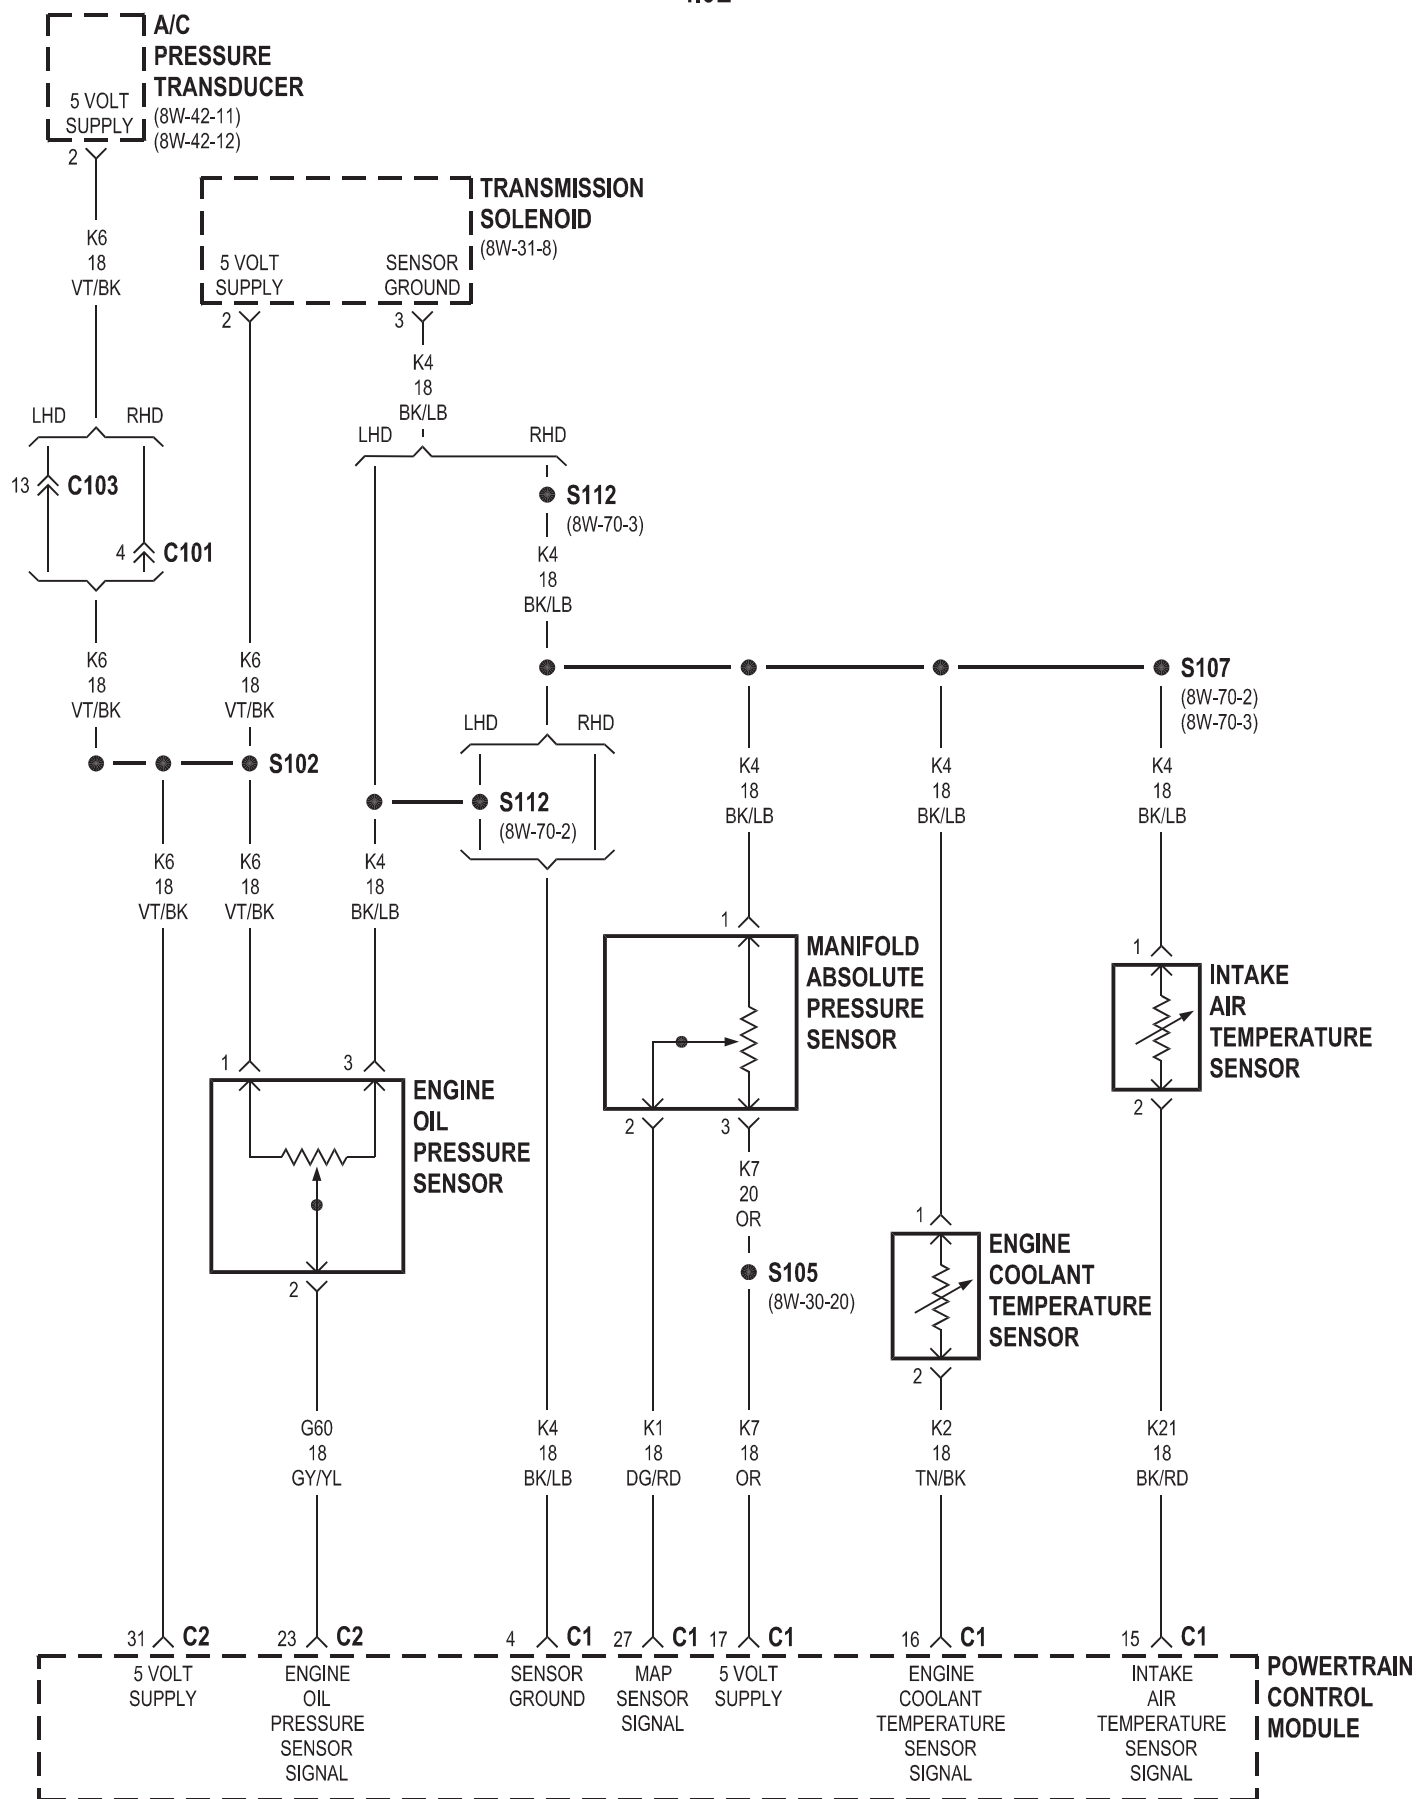 A/C
PRESSURE
TRANSDUCER
(8W-42-11)
(8W-42-12)
5 VOLT
SUPPLY
2
TRANSMISSION
SOLENOID
(8W-31-8)
5 VOLT
SUPPLY
SENSOR
GROUND
2
3
K6
18
VT/BK
K4
18
BK/LB
LHD
RHD
LHD
RHD
13
C103
4
C101
S112
(8W-70-3)
K4
18
BK/LB
K6
18
VT/BK
K6
18
VT/BK
S107
(8W-70-2)
(8W-70-3)
LHD
RHD
S102
S112
(8W-70-2)
K4
18
BK/LB
K4
18
BK/LB
K4
18
BK/LB
K6
18
VT/BK
K6
18
VT/BK
K4
18
BK/LB
1
MANIFOLD
ABSOLUTE
PRESSURE
SENSOR
2
3
1
INTAKE
AIR
TEMPERATURE
SENSOR
2
1
3
ENGINE
OIL
PRESSURE
SENSOR
2
K7
20
OR
S105
(8W-30-20)
1
ENGINE
COOLANT
TEMPERATURE
SENSOR
2
G60
18
GY/YL
K4
18
BK/LB
K1
18
DG/RD
K7
18
OR
K2
18
TN/BK
K21
18
BK/RD
31
C2
23
C2
4
C1
27
C1
17
C1
16
C1
15
C1
5 VOLT
SUPPLY
ENGINE
OIL
PRESSURE
SENSOR
SIGNAL
SENSOR
GROUND
MAP
SENSOR
SIGNAL
5 VOLT
SUPPLY
ENGINE
COOLANT
TEMPERATURE
SENSOR
SIGNAL
INTAKE
AIR
TEMPERATURE
SENSOR
SIGNAL
POWERTRAIN
CONTROL
MODULE